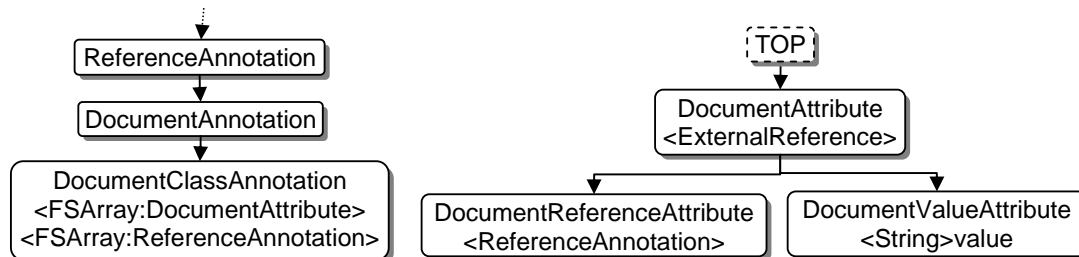 ReferenceAnnotation
DocumentAnnotation
DocumentClassAnnotation
<FSArray:DocumentAttribute>
<FSArray:ReferenceAnnotation>
TOP
DocumentAttribute
<ExternalReference>
DocumentReferenceAttribute
<ReferenceAnnotation>
DocumentValueAttribute
<String>value